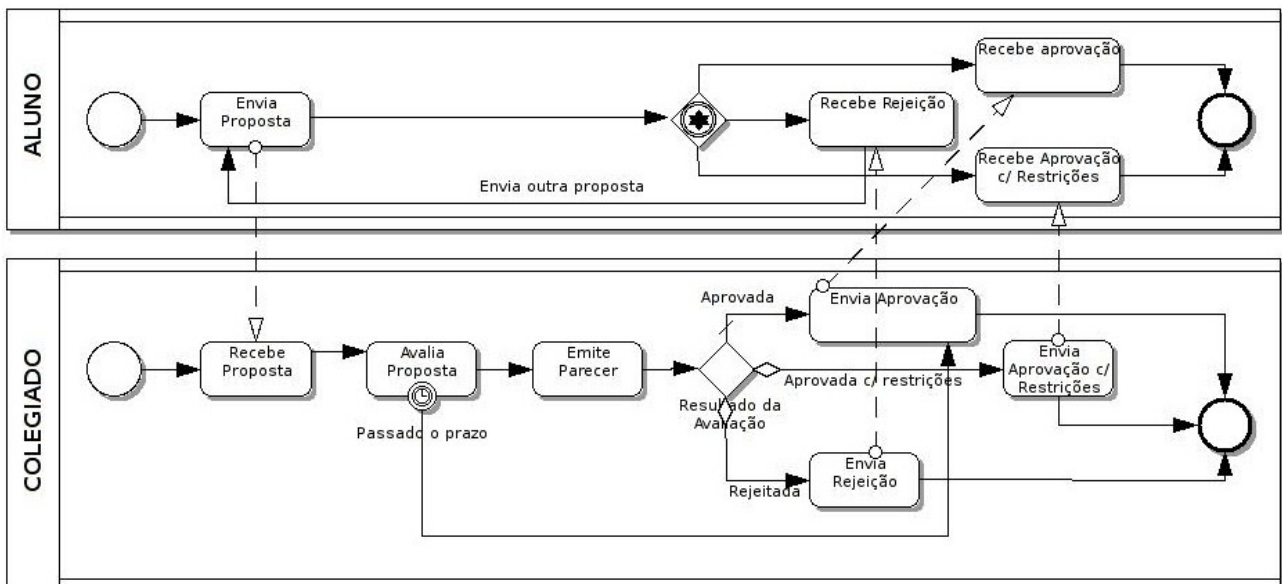 ALUNO
Envia
Proposta
Recebe Rejeição
Recebe aprovação
Recebe Aprovação
c/ Restrições
Envia outra proposta
COLEGIADO
Recebe
Proposta
Avalia
Proposta
Passado o prazo
Emite
Parecer
Resultado da
Avaliação
Aprovada
Aprovada c/ restrições
Rejeitada
Envia Aprovação
Envia
Aprovação c/
Restrições
Envia
Rejeição